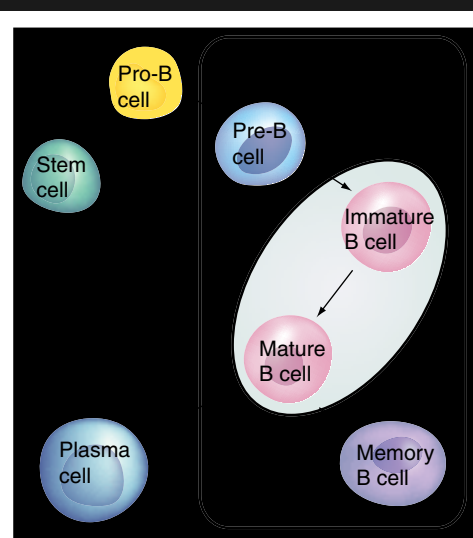 Pro-B
cell
Pre-B
cell
Stem
cell
Immature
B cell
Mature
B cell
Plasma
cell
Memory
B cell